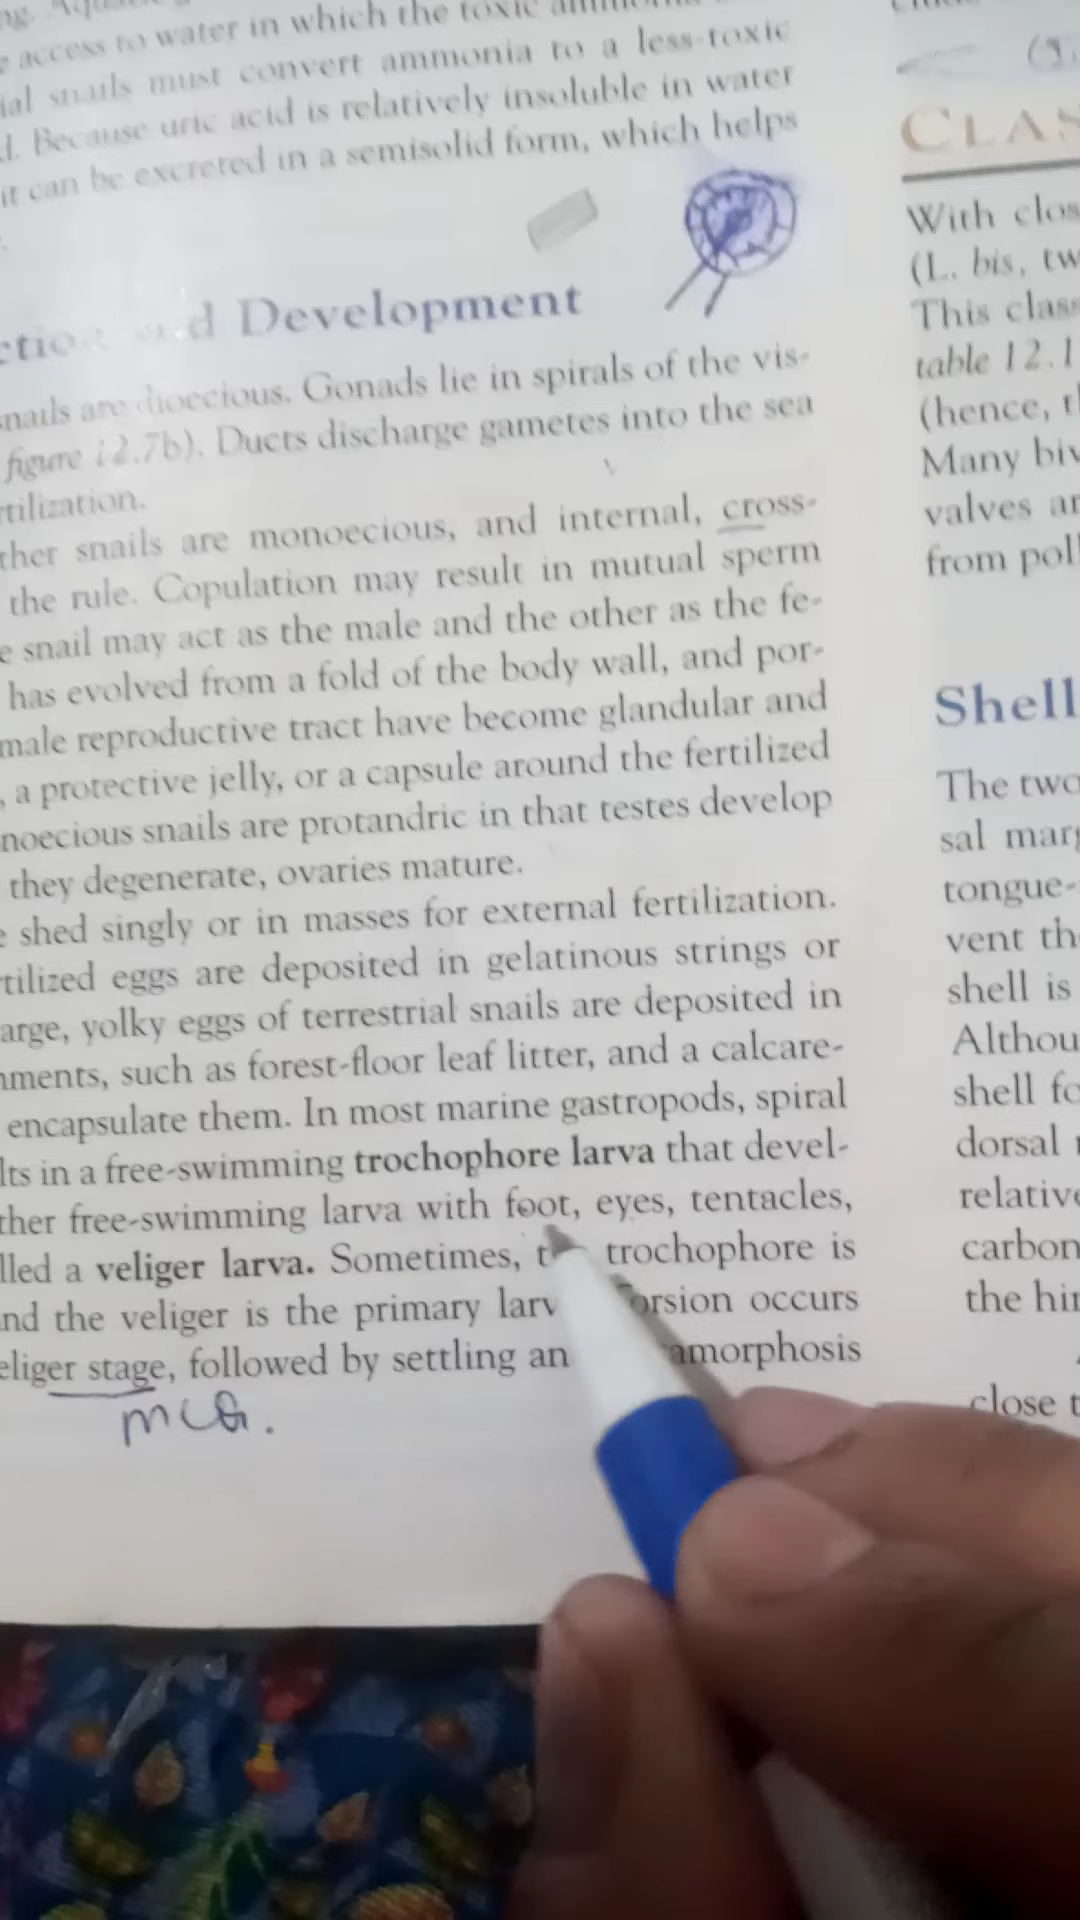 access to water in which the toxic
ial snails must convert ammonia to a less-toxic
d. Because uric acid is relatively insoluble in water
it can be excreted in a semisolid form, which helps
d Development
snails are dioecious. Gonads lie in spirals of the vis-
figure 12.7b). Ducts discharge gametes into the sea
rtilization.
ther snails are monoecious, and internal, cross-
the rule. Copulation may result in mutual sperm
e snail may act as the male and the other as the fe-
has evolved from a fold of the body wall, and por-
male reproductive tract have become glandular and
, a protective jelly, or a capsule around the fertilized
noecious snails are protandric in that testes develop
they degenerate, ovaries mature.
e shed singly or in masses for external fertilization.
rtilized eggs are deposited in gelatinous strings or
arge, yolky eggs of terrestrial snails are deposited in
nments, such as forest-floor leaf litter, and a calcare-
encapsulate them. In most marine gastropods, spiral
lts in a free-swimming trochophore larva that devel-
ther free-swimming larva with foot, eyes, tentacles,
lled a veliger larva. Sometimes, t trochophore is
nd the veliger is the primary larv orsion occurs
eliger stage, followed by settling an amorphosis
MCQ.
CLAS
With clos
(L. bis, tw
This class
table 12.1
(hence, t
Many biv
valves ar
from poll
Shell
The two
sal marg
tongue-
vent th
shell is
Althou
shell fo
dorsal
relative
carbon
the hin
close t